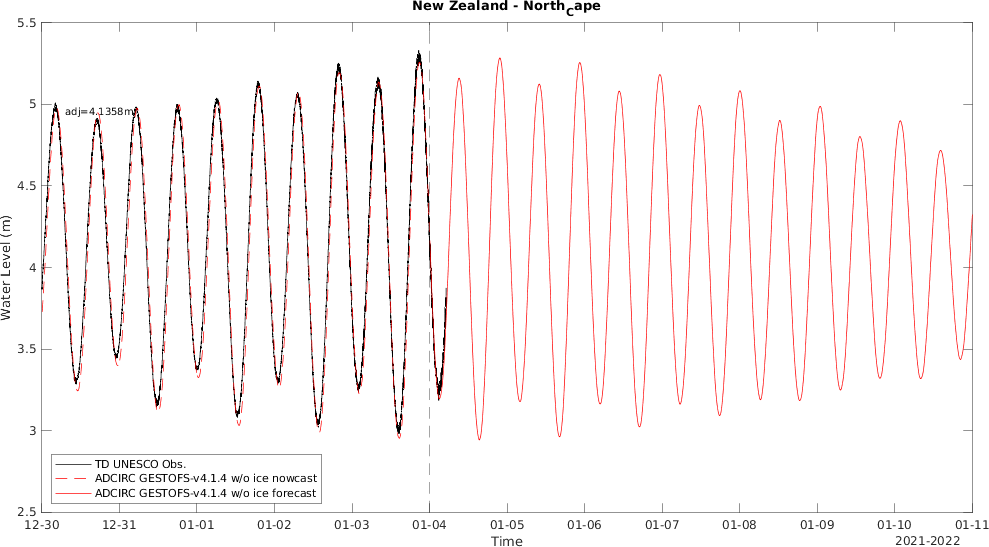 New Zealand - NorthCape
5.5
5
4.5
4
3.5
3
2.5
Water Level (m)
adj=4.1358m
TD UNESCO Obs.
ADCIRC GESTOFS-v4.1.4 w/o ice nowcast
ADCIRC GESTOFS-v4.1.4 w/o ice forecast
12-30 12-31 01-01 01-02 01-03 01-04 01-05 01-06 01-07 01-08 01-09 01-10 01-11
Time
2021-2022